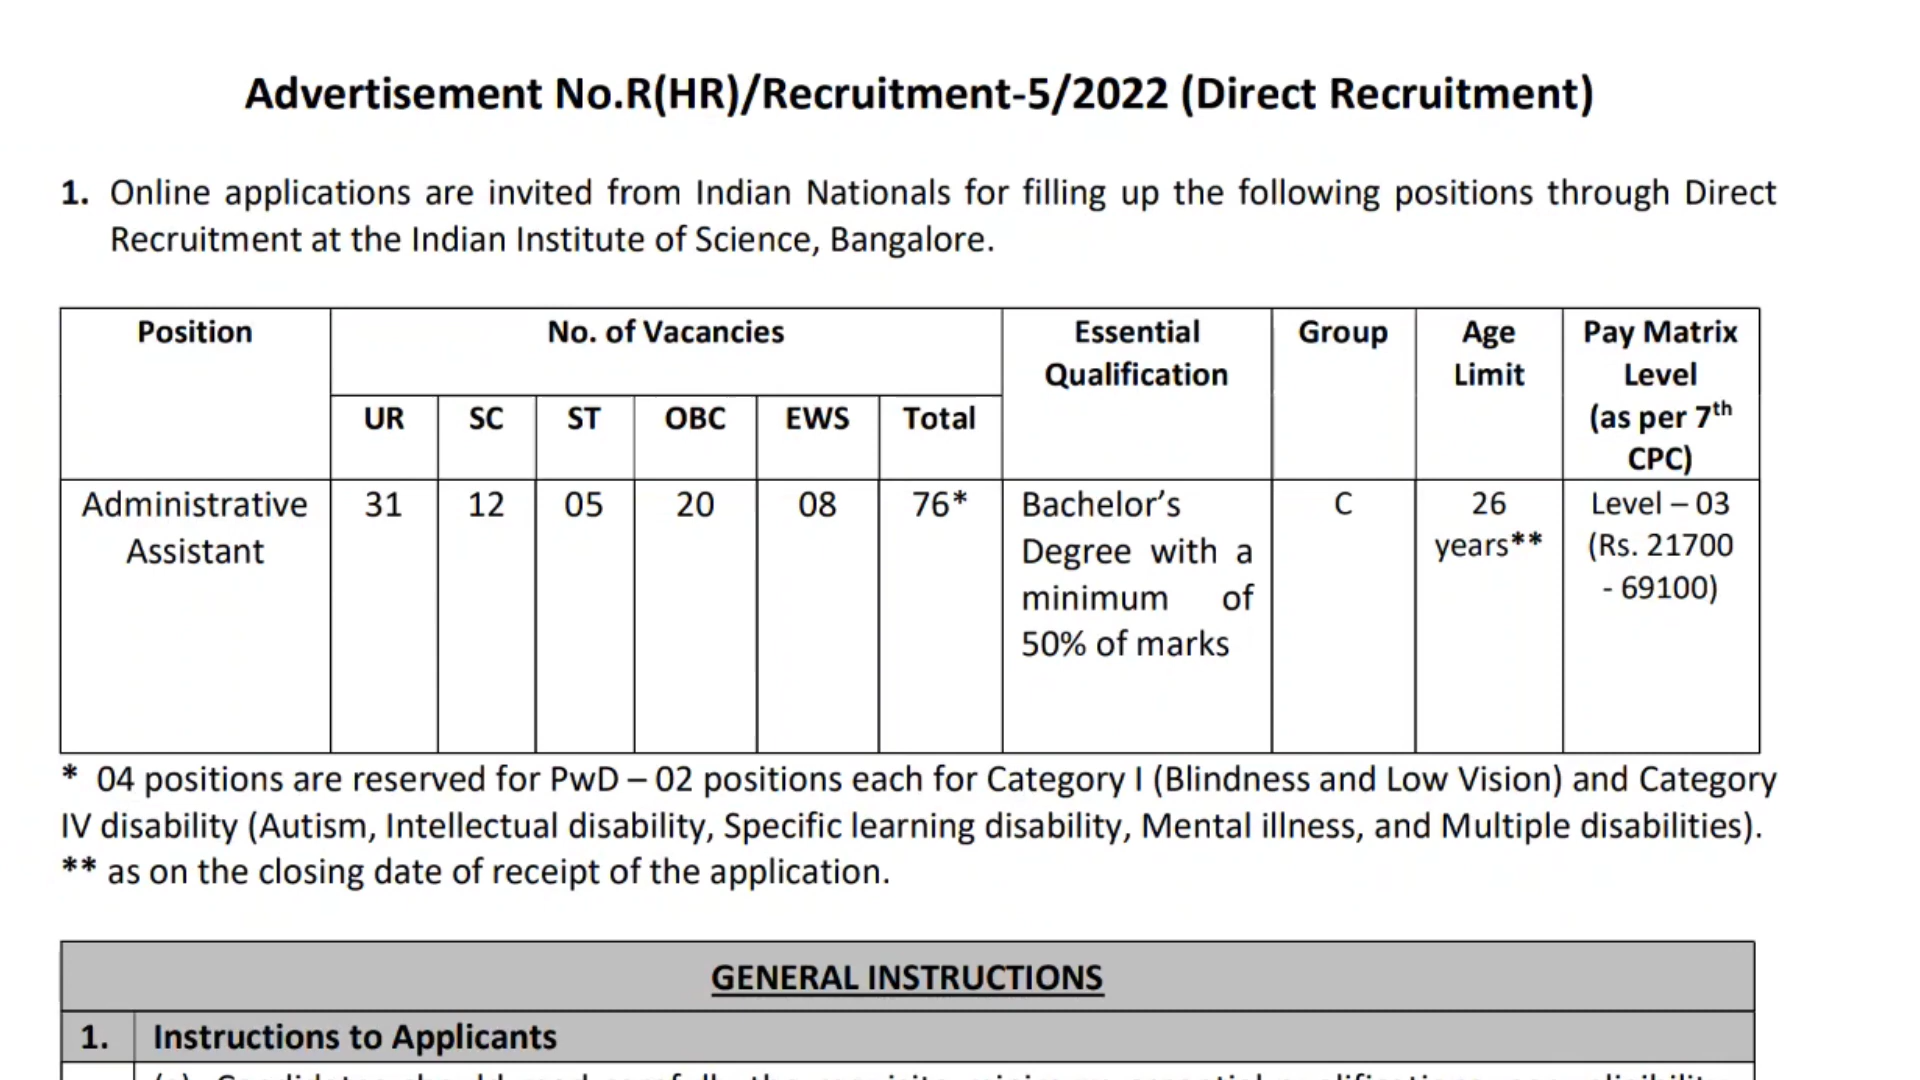 Advertisement No.R(HR)/Recruitment-5/2022 (Direct Recruitment)
1. Online applications are invited from Indian Nationals for filling up the following positions through Direct
Recruitment at the Indian Institute of Science, Bangalore.
Position
No. of Vacancies
Essential
Qualification
Group
Age
Limit
Pay Matrix
Level
(as per 7th
CPC)
UR SC ST OBC EWS Total
Administrative
Assistant
31 12 05 20 08 76*
Bachelor’s
Degree with a
minimum of
50% of marks
C
26
years**
Level – 03
(Rs. 21700
- 69100)
* 04 positions are reserved for PwD – 02 positions each for Category I (Blindness and Low Vision) and Category
IV disability (Autism, Intellectual disability, Specific learning disability, Mental illness, and Multiple disabilities).
** as on the closing date of receipt of the application.
GENERAL INSTRUCTIONS
1. Instructions to Applicants